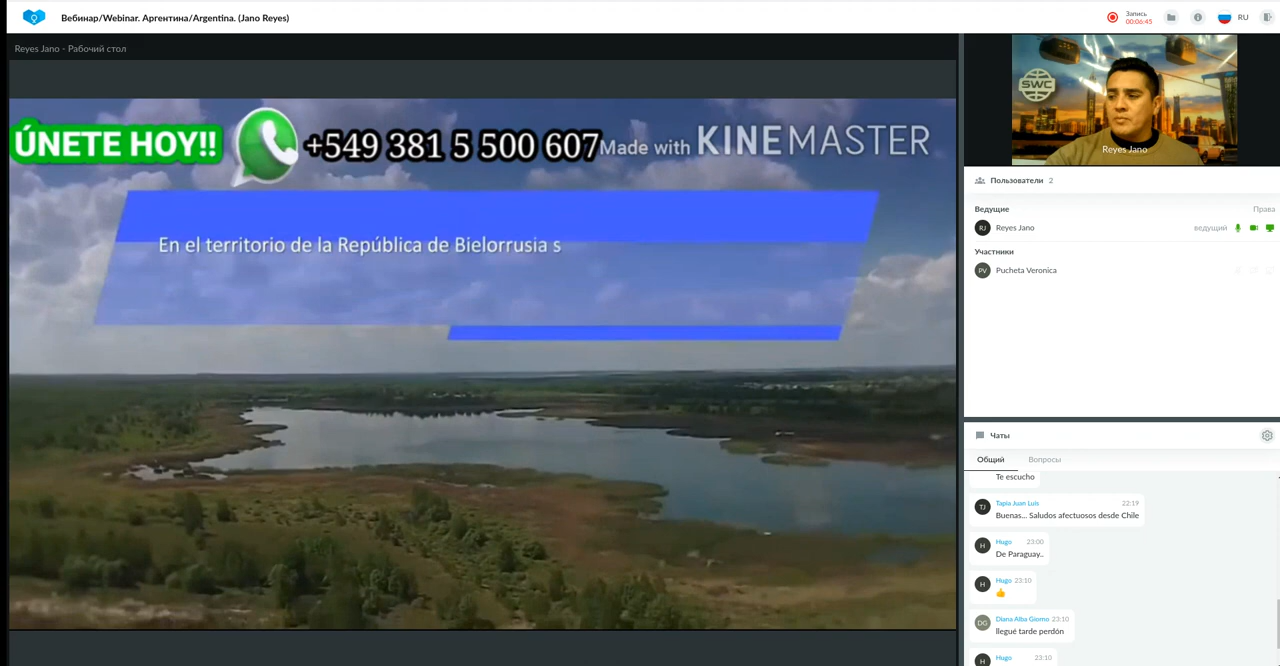 Вебинар/Webinar. Аргентина/Argentina. (Jano Reyes)
Запись
00:06:45
RU
Reyes Jano - Рабочий стол
ÚNETE HOY!!
+549 381 5 500 607
Made with KINEMASTER
En el territorio de la República de Bielorrusia s
SWC
Reyes Jano
Пользователи 2
Ведущие
Права
RJ
Reyes Jano
ведущий
Участники
PV
Pucheta Veronica
Чаты
Общий
Вопросы
Te escucho
TJ
Tapia Juan Luis
22:19
Buenas... Saludos afectuosos desde Chile
H
Hugo
23:00
De Paraguay..
H
Hugo 23:10
👍
DG
Diana Alba Giorno 23:10
llegué tarde perdón
H
Hugo
23:10